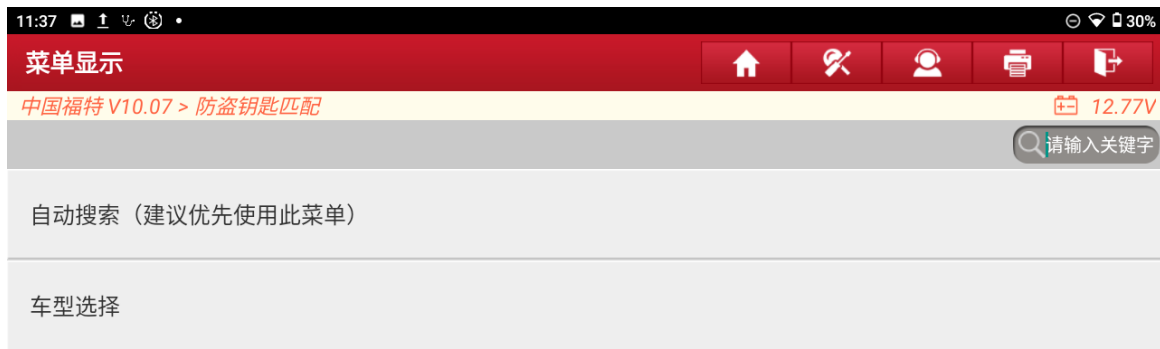 11:37 30%
菜单显示
中国福特 V10.07 > 防盗钥匙匹配 12.77V
请输入关键字
自动搜索（建议优先使用此菜单）
车型选择